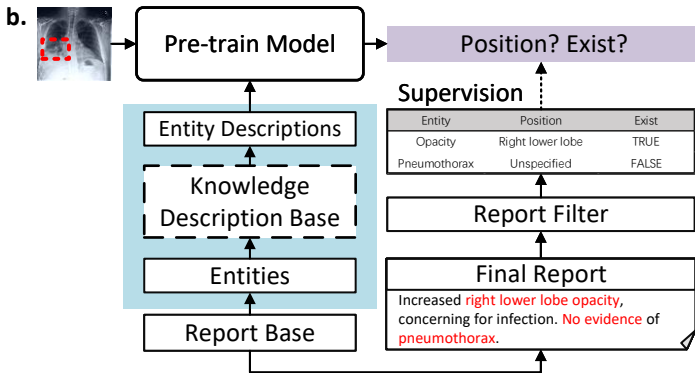 b.
Pre-train Model
Position? Exist?
Supervision
Entity Position Exist
Opacity Right lower lobe TRUE
Pneumothorax Unspecified FALSE
Entity Descriptions
Knowledge
Description Base
Entities
Report Base
Report Filter
Final Report
Increased right lower lobe opacity,
concerning for infection. No evidence of
pneumothorax.